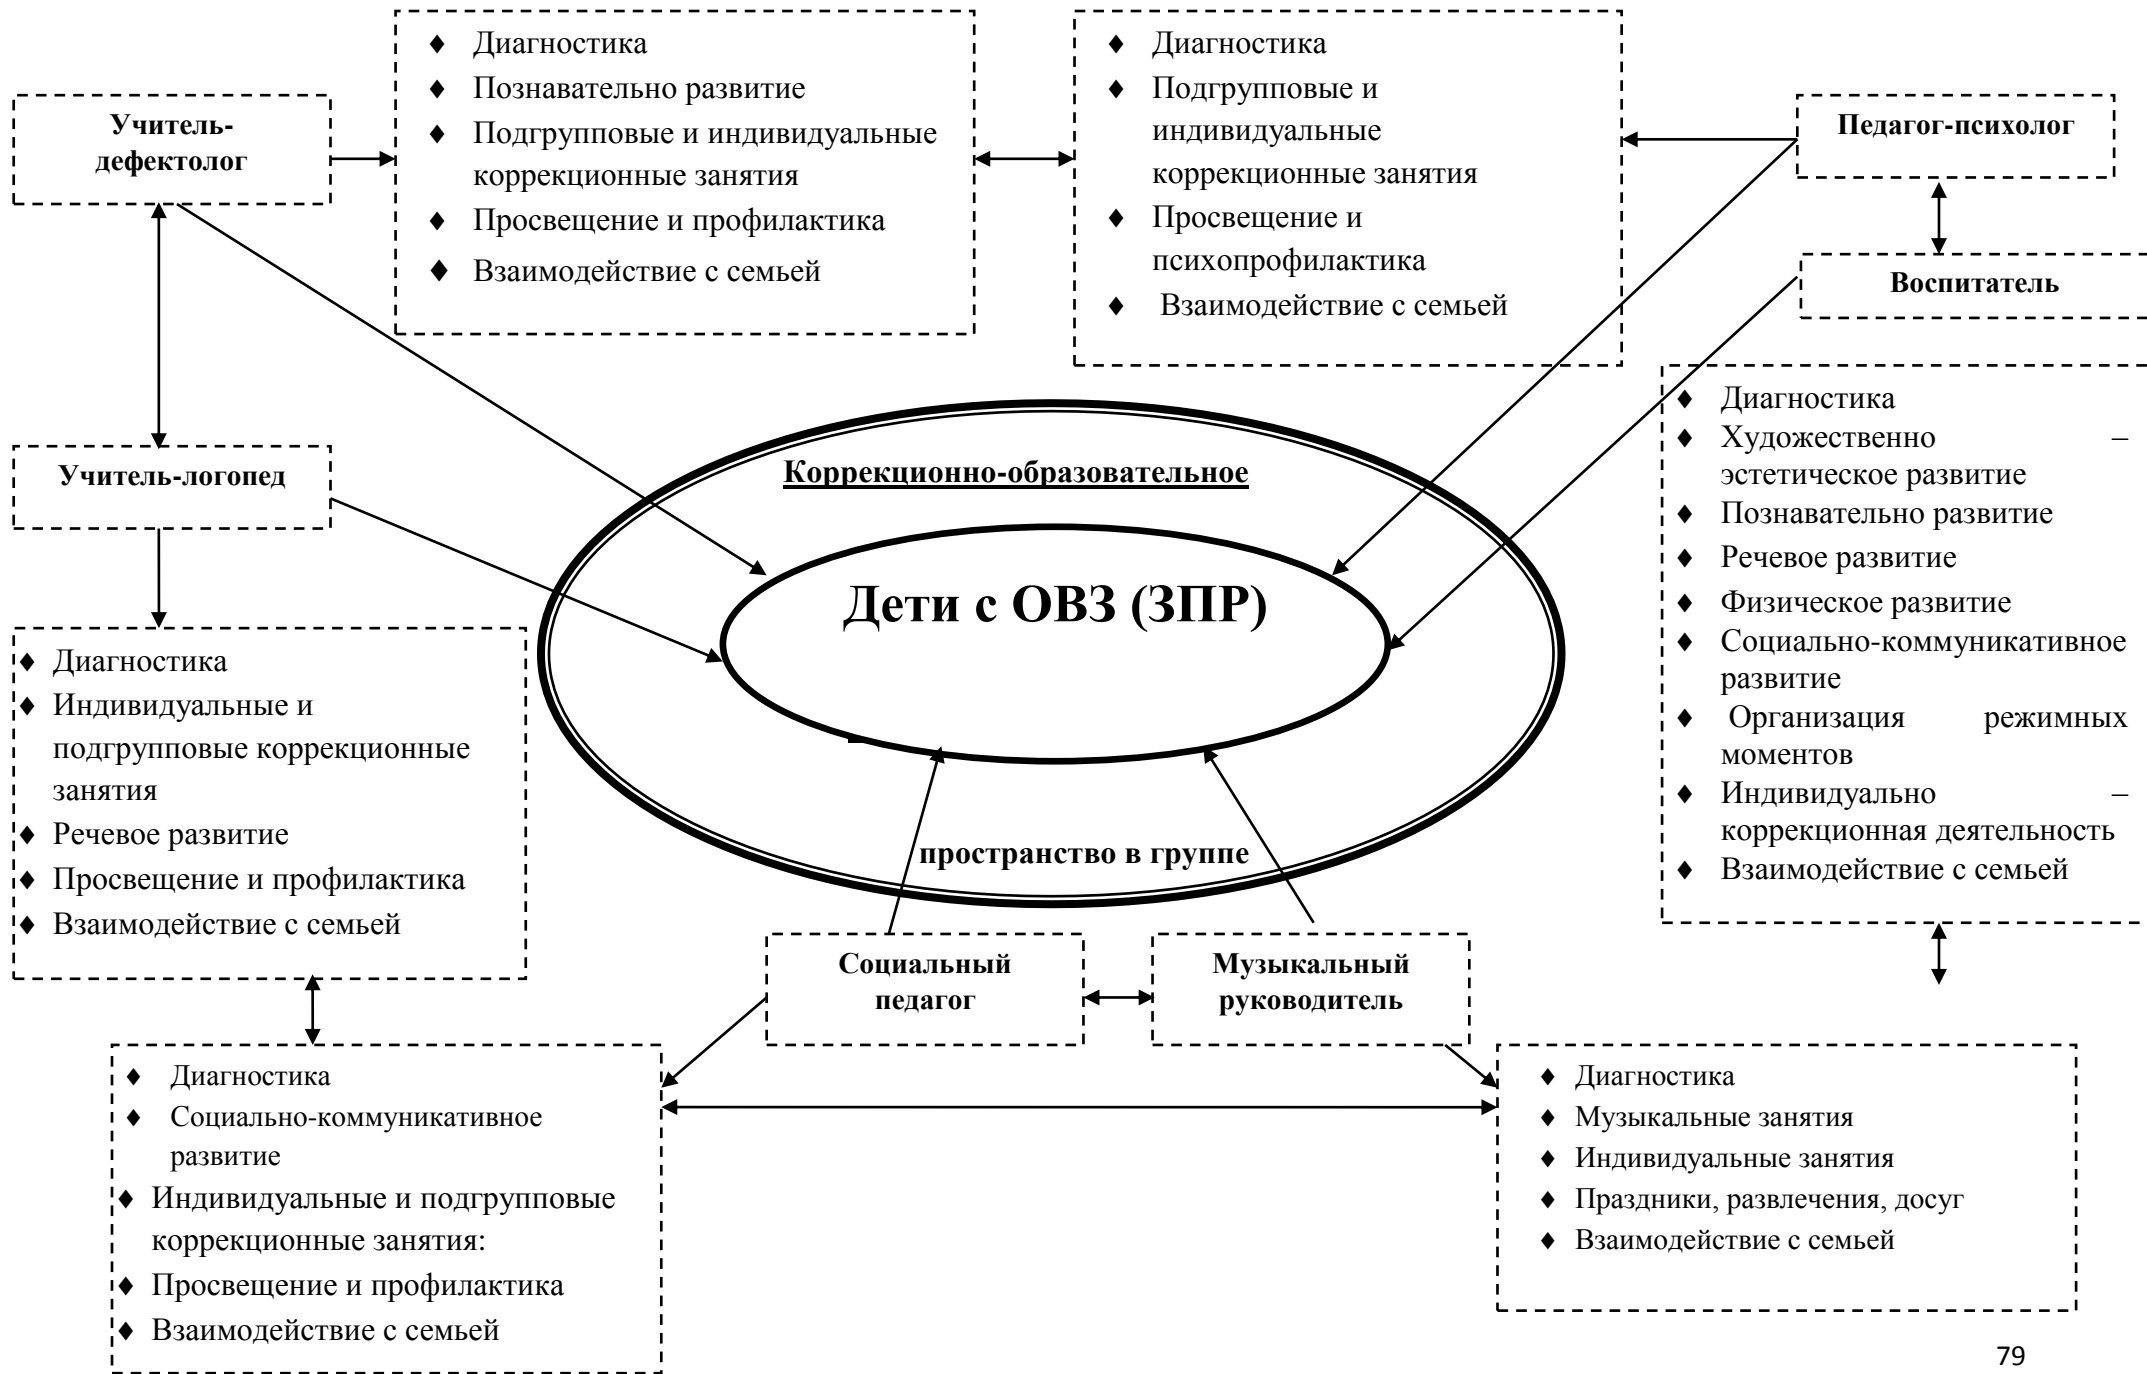 ♦ Диагностика
♦ Познавательно развитие
♦ Подгрупповые и индивидуальные
коррекционные занятия
♦ Просвещение и профилактика
♦ Взаимодействие с семьей
♦ Диагностика
♦ Подгрупповые и
индивидуальные
коррекционные занятия
♦ Просвещение и
психопрофилактика
♦ Взаимодействие с семьей
Учитель-
дефектолог
Педагог-психолог
Воспитатель
Учитель-логопед
Коррекционно-образовательное
Дети с ОВЗ (ЗПР)
пространство в группе
♦ Диагностика
♦ Художественно –
эстетическое развитие
♦ Познавательно развитие
♦ Речевое развитие
♦ Физическое развитие
♦ Социально-коммуникативное
развитие
♦ Организация режимных
моментов
♦ Индивидуально –
коррекционная деятельность
♦ Взаимодействие с семьей
♦ Диагностика
♦ Индивидуальные и
подгрупповые коррекционные
занятия
♦ Речевое развитие
♦ Просвещение и профилактика
♦ Взаимодействие с семьей
Социальный
педагог
Музыкальный
руководитель
♦ Диагностика
♦ Социально-коммуникативное
развитие
♦ Индивидуальные и подгрупповые
коррекционные занятия:
♦ Просвещение и профилактика
♦ Взаимодействие с семьей
♦ Диагностика
♦ Музыкальные занятия
♦ Индивидуальные занятия
♦ Праздники, развлечения, досуг
♦ Взаимодействие с семьей
79